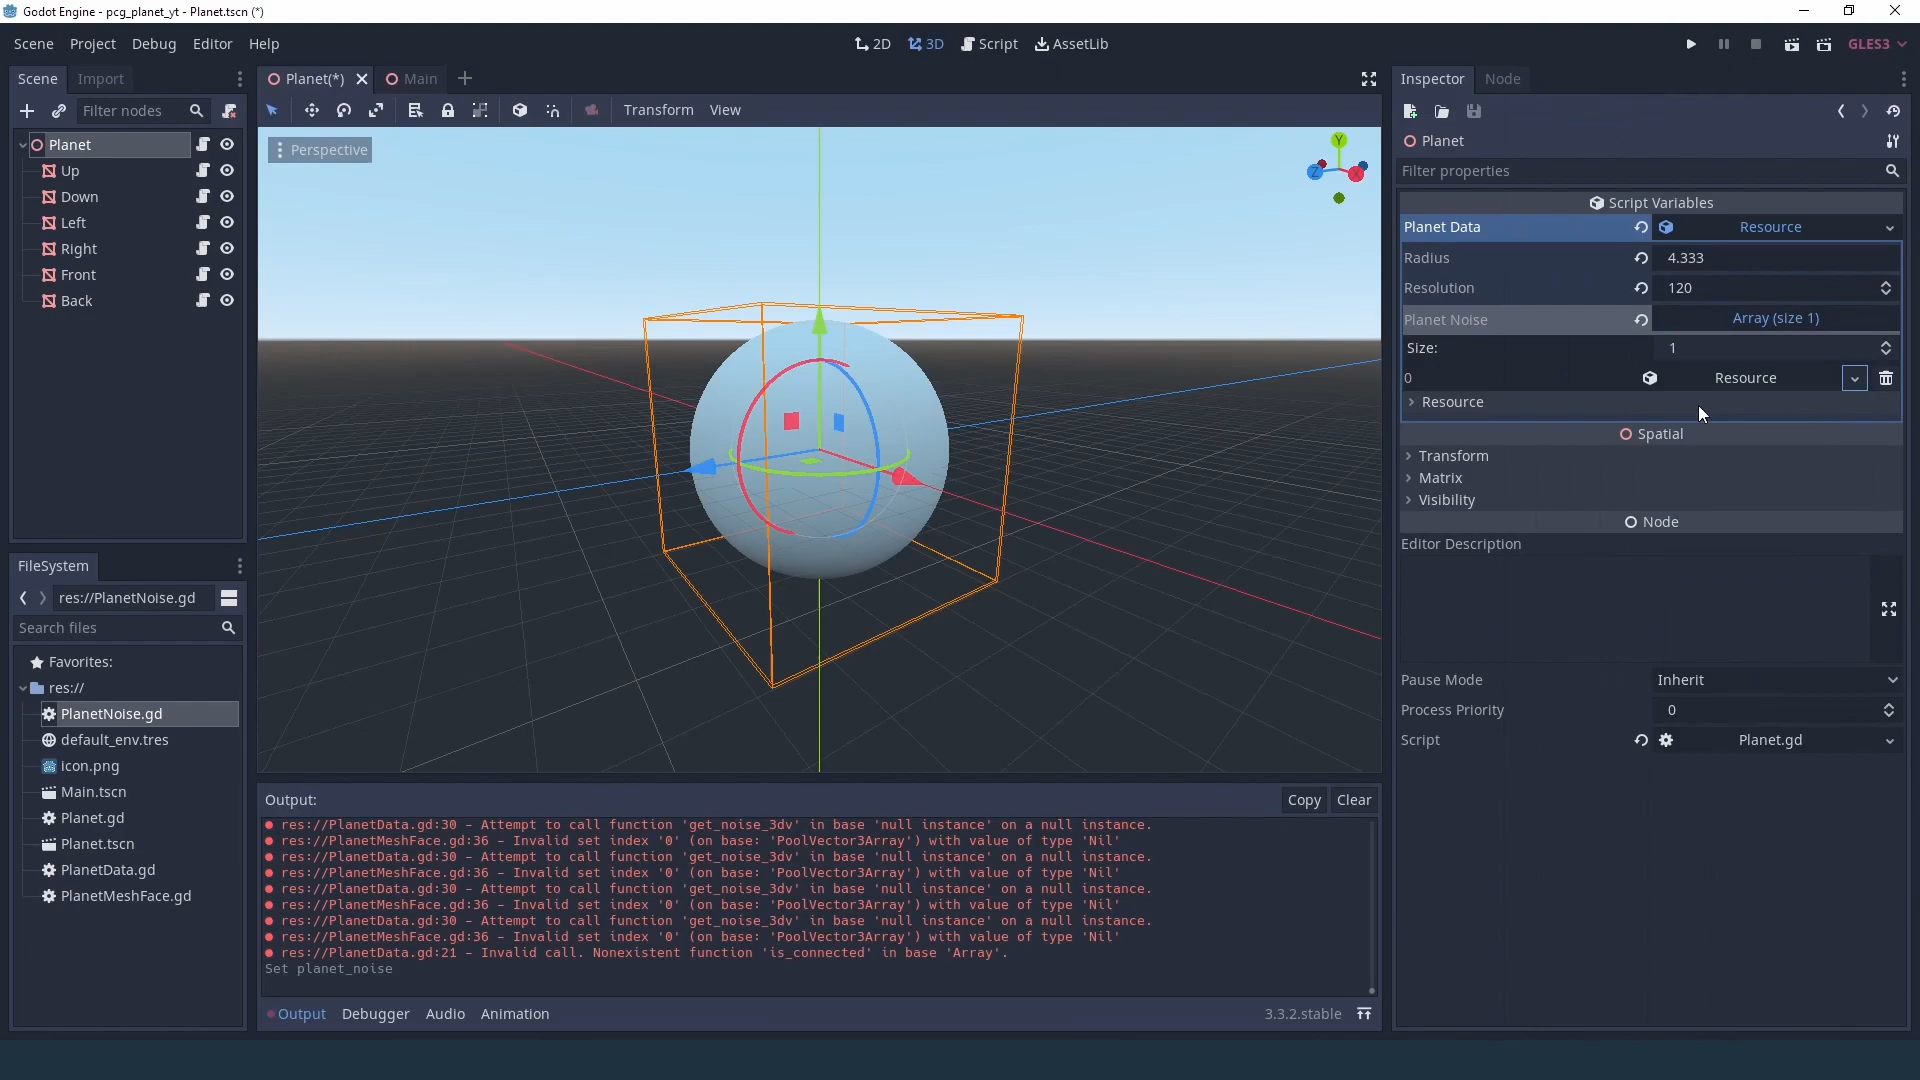 Godot Engine - pcg_planet_yt - Planet.tscn (*)
Scene Project Debug Editor Help
2D 3D Script AssetLib
GLES3
Scene Import
Filter nodes
Planet
Up
Down
Left
Right
Front
Back
FileSystem
res://PlanetNoise.gd
Search files
Favorites:
res://
PlanetNoise.gd
default_env.tres
icon.png
Main.tscn
Planet.gd
Planet.tscn
PlanetData.gd
PlanetMeshFace.gd
Planet(*) Main
Transform View
Perspective
Y
Z X
Output:
Copy Clear
res://PlanetData.gd:30 - Attempt to call function 'get_noise_3dv' in base 'null instance' on a null instance.
res://PlanetMeshFace.gd:36 - Invalid set index '0' (on base: 'PoolVector3Array') with value of type 'Nil'
res://PlanetData.gd:30 - Attempt to call function 'get_noise_3dv' in base 'null instance' on a null instance.
res://PlanetMeshFace.gd:36 - Invalid set index '0' (on base: 'PoolVector3Array') with value of type 'Nil'
res://PlanetData.gd:30 - Attempt to call function 'get_noise_3dv' in base 'null instance' on a null instance.
res://PlanetMeshFace.gd:36 - Invalid set index '0' (on base: 'PoolVector3Array') with value of type 'Nil'
res://PlanetData.gd:30 - Attempt to call function 'get_noise_3dv' in base 'null instance' on a null instance.
res://PlanetMeshFace.gd:36 - Invalid set index '0' (on base: 'PoolVector3Array') with value of type 'Nil'
res://PlanetData.gd:21 - Invalid call. Nonexistent function 'is_connected' in base 'Array'.
Set planet_noise
Output Debugger Audio Animation
3.3.2.stable
Inspector Node
Planet
Filter properties
Script Variables
Planet Data Resource
Radius 4.333
Resolution 120
Planet Noise Array (size 1)
Size: 1
0 Resource
Resource
Spatial
Transform
Matrix
Visibility
Node
Editor Description
Pause Mode Inherit
Process Priority 0
Script Planet.gd